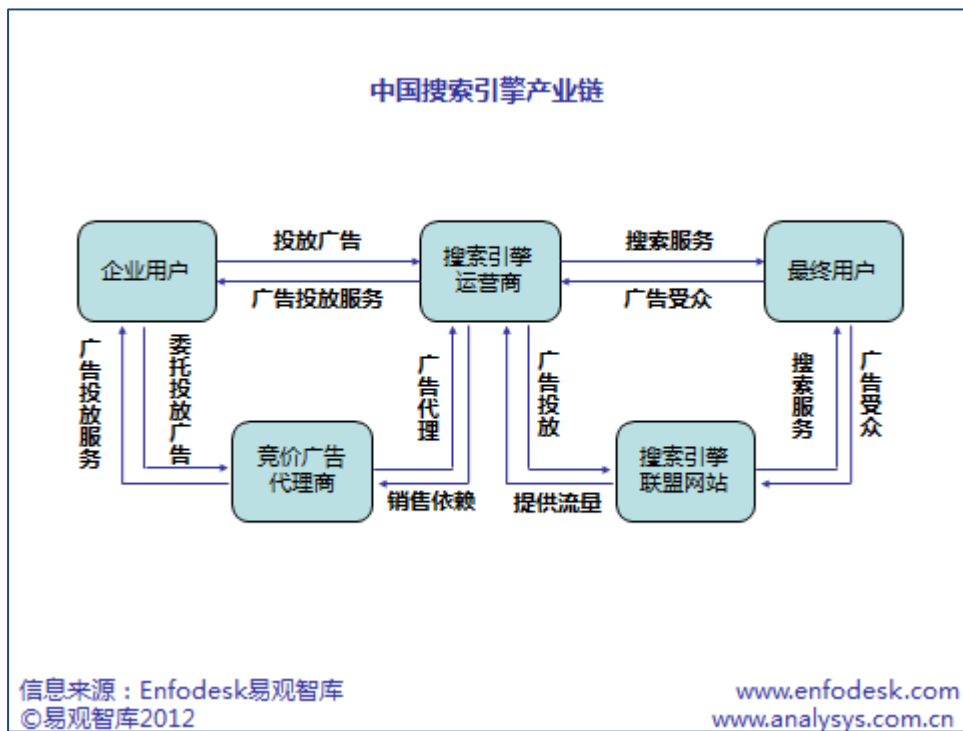 中国搜索引擎产业链
投放广告
搜索服务
企业用户
搜索引擎
运营商
最终用户
广告投放服务
广告受众
广告投放服务
委托投放广告
广告代理
广告投放
搜索服务
广告受众
竞价广告
代理商
搜索引擎
联盟网站
销售依赖
提供流量
信息来源：Enfodesk易观智库
©易观智库2012
www.enfodesk.com
www.analysys.com.cn